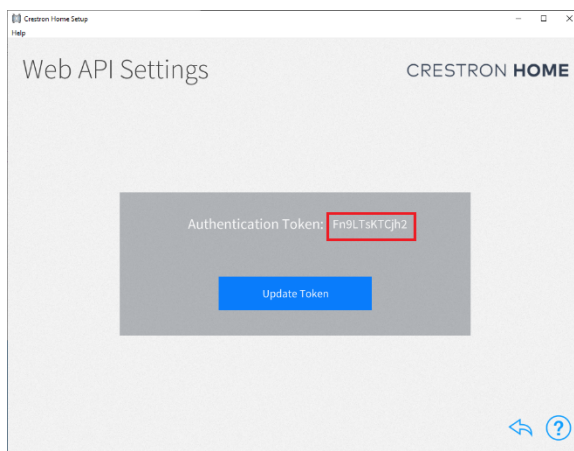 Crestron Home Setup
Help
Web API Settings
CRESTRON HOME
Authentication Token: Fn9LTsKTCjh2
Update Token
?